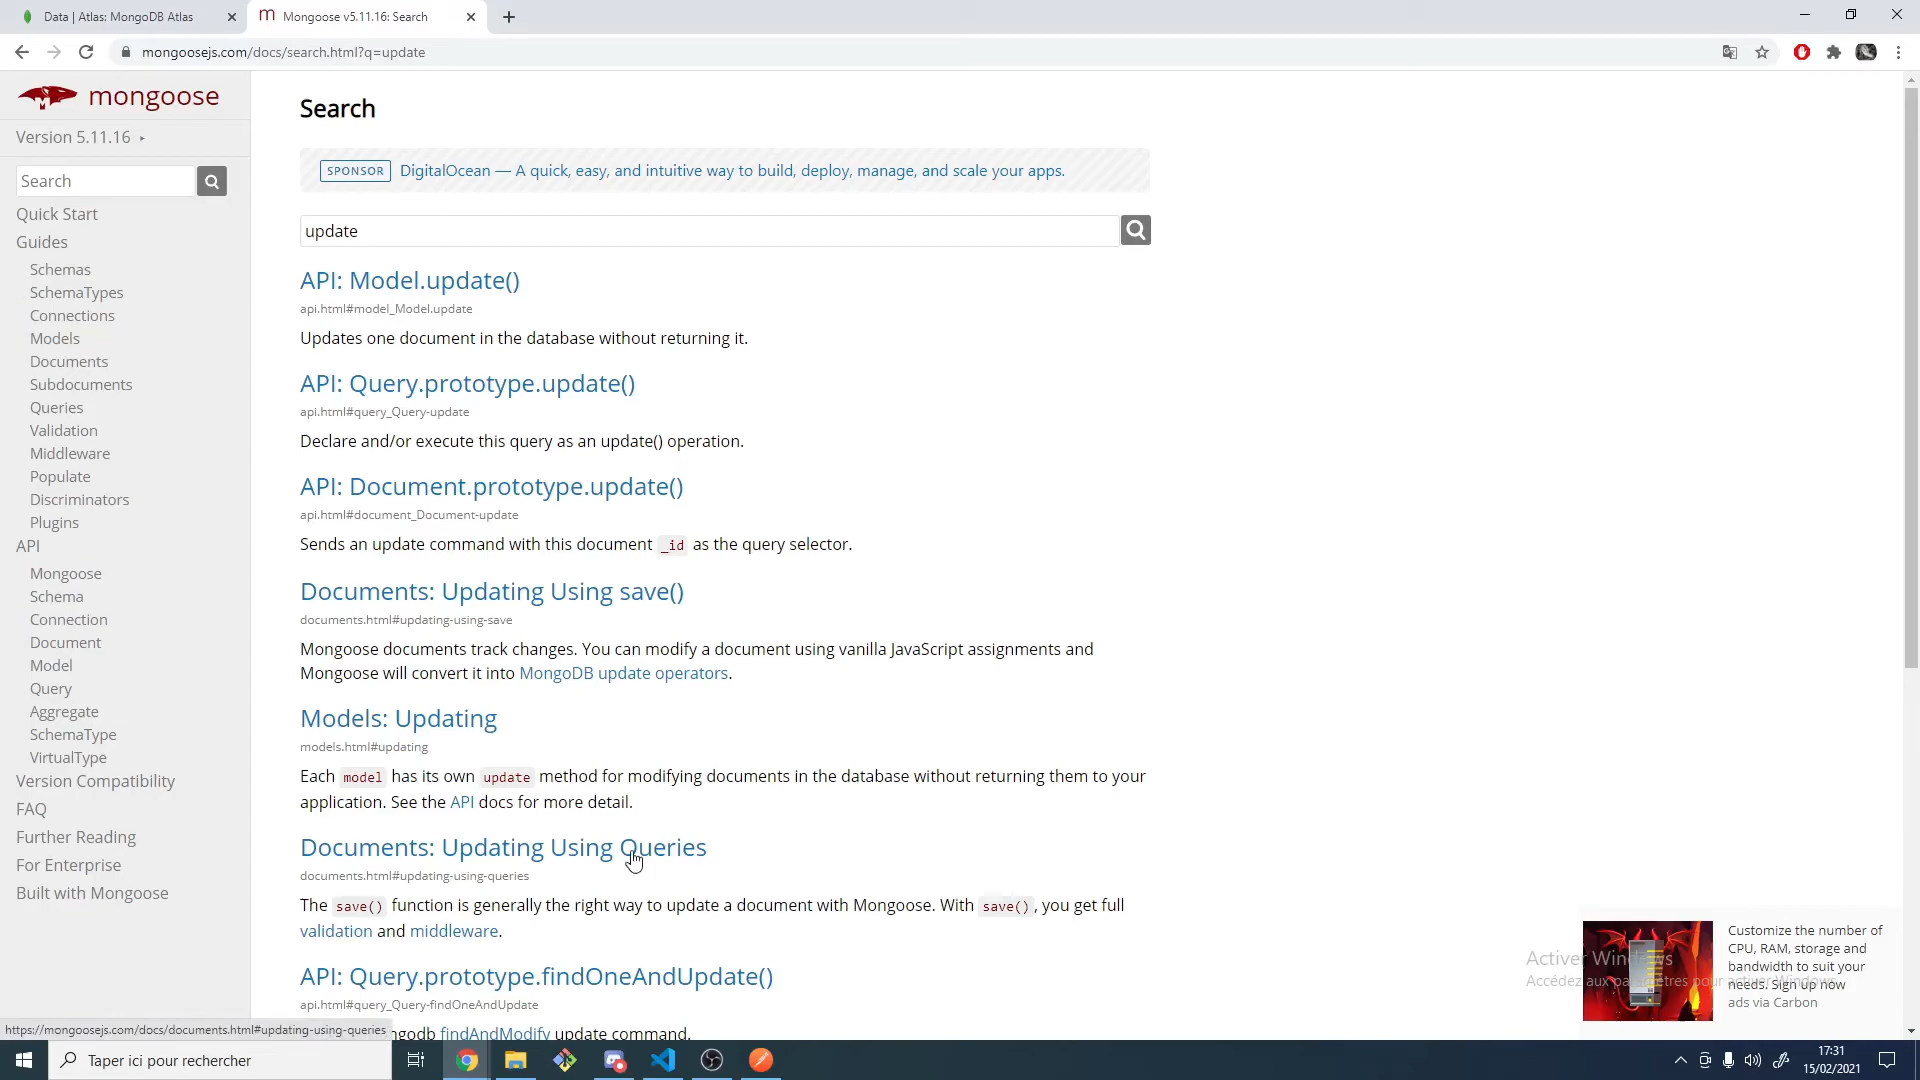 Data | Atlas: MongoDB Atlas
Mongoose v5.11.16: Search
mongoosejs.com/docs/search.html?q=update
mongoose
Version 5.11.16
Search
Quick Start
Guides
Schemas
SchemaTypes
Connections
Models
Documents
Subdocuments
Queries
Validation
Middleware
Populate
Discriminators
Plugins
API
Mongoose
Schema
Connection
Document
Model
Query
Aggregate
SchemaType
VirtualType
Version Compatibility
FAQ
Further Reading
For Enterprise
Built with Mongoose
Search
SPONSOR DigitalOcean — A quick, easy, and intuitive way to build, deploy, manage, and scale your apps.
update
API: Model.update()
api.html#model_Model.update
Updates one document in the database without returning it.
API: Query.prototype.update()
api.html#query_Query-update
Declare and/or execute this query as an update() operation.
API: Document.prototype.update()
api.html#document_Document-update
Sends an update command with this document _id as the query selector.
Documents: Updating Using save()
documents.html#updating-using-save
Mongoose documents track changes. You can modify a document using vanilla JavaScript assignments and
Mongoose will convert it into MongoDB update operators.
Models: Updating
models.html#updating
Each model has its own update method for modifying documents in the database without returning them to your
application. See the API docs for more detail.
Documents: Updating Using Queries
documents.html#updating-using-queries
The save() function is generally the right way to update a document with Mongoose. With save(), you get full
validation and middleware.
API: Query.prototype.findOneAndUpdate()
api.html#query_Query-findOneAndUpdate
ngodb findAndModify update command.
https://mongoosejs.com/docs/documents.html#updating-using-queries
Customize the number of
CPU, RAM, storage and
bandwidth to suit your
needs. Sign up now
ads via Carbon
Activer Windows
Accédez aux paramètres pour activer Windows.
Taper ici pour rechercher
17:31
15/02/2021